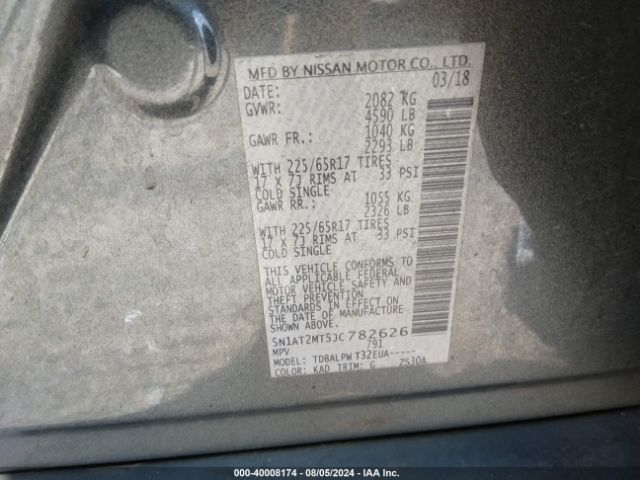 MFD BY NISSAN MOTOR CO., LTD.
DATE: 03/18
GVWR: 2082 KG
4590 LB
GAWR FR.: 1040 KG
2293 LB
WITH 225/65R17 TIRES
17 X 7J RIMS AT 33 PSI
COLD SINGLE
GAWR RR.: 1055 KG
2326 LB
WITH 225/65R17 TIRES
17 X 7J RIMS AT 33 PSI
COLD SINGLE
THIS VEHICLE CONFORMS TO
ALL APPLICABLE FEDERAL
MOTOR VEHICLE SAFETY AND
THEFT PREVENTION
STANDARDS IN EFFECT ON
THE DATE OF MANUFACTURE
SHOWN ABOVE.
5N1AT2MT5JC782626
MPV 791
MODEL: TDBALPWT32EUA-----
COLOR: KAD TRIM: G 2530A
000-40008174 - 08/05/2024 - IAA Inc.